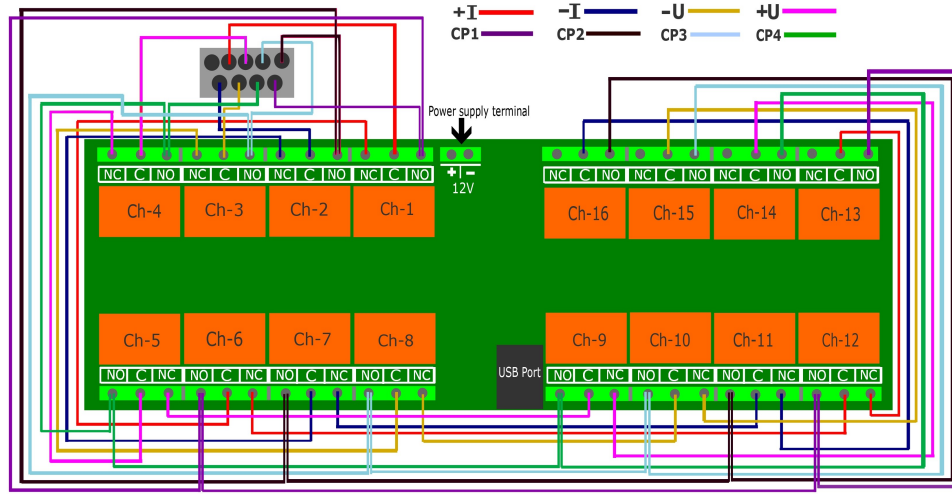 +I -I -U +U
CP1 CP2 CP3 CP4
Power supply terminal
NC C NO NC C NO NC C NO NC C NO
+ -
12V
NC C NO NC C NO NC C NO NC C NO
Ch-4 Ch-3 Ch-2 Ch-1
Ch-16 Ch-15 Ch-14 Ch-13
Ch-5 Ch-6 Ch-7 Ch-8
Ch-9 Ch-10 Ch-11 Ch-12
USB Port
NO C NC NO C NC NO C NC NO C NC
NO C NC NO C NC NO C NC NO C NC